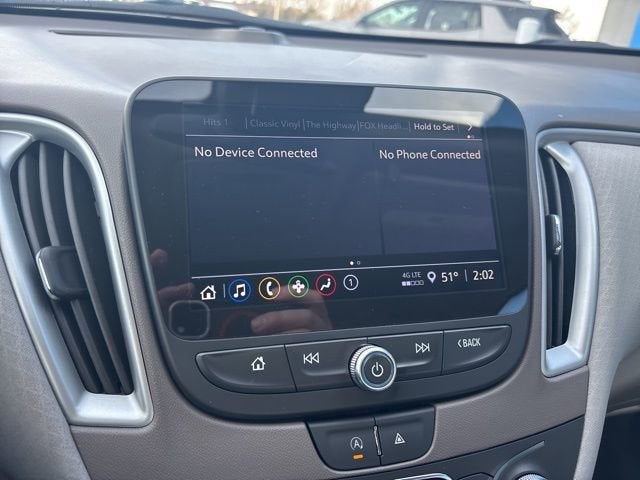 Hits 1 Classic Vinyl The Highway FOX Headli... Hold to Set
No Device Connected No Phone Connected
1 4G LTE 51° 2:02
BACK
A